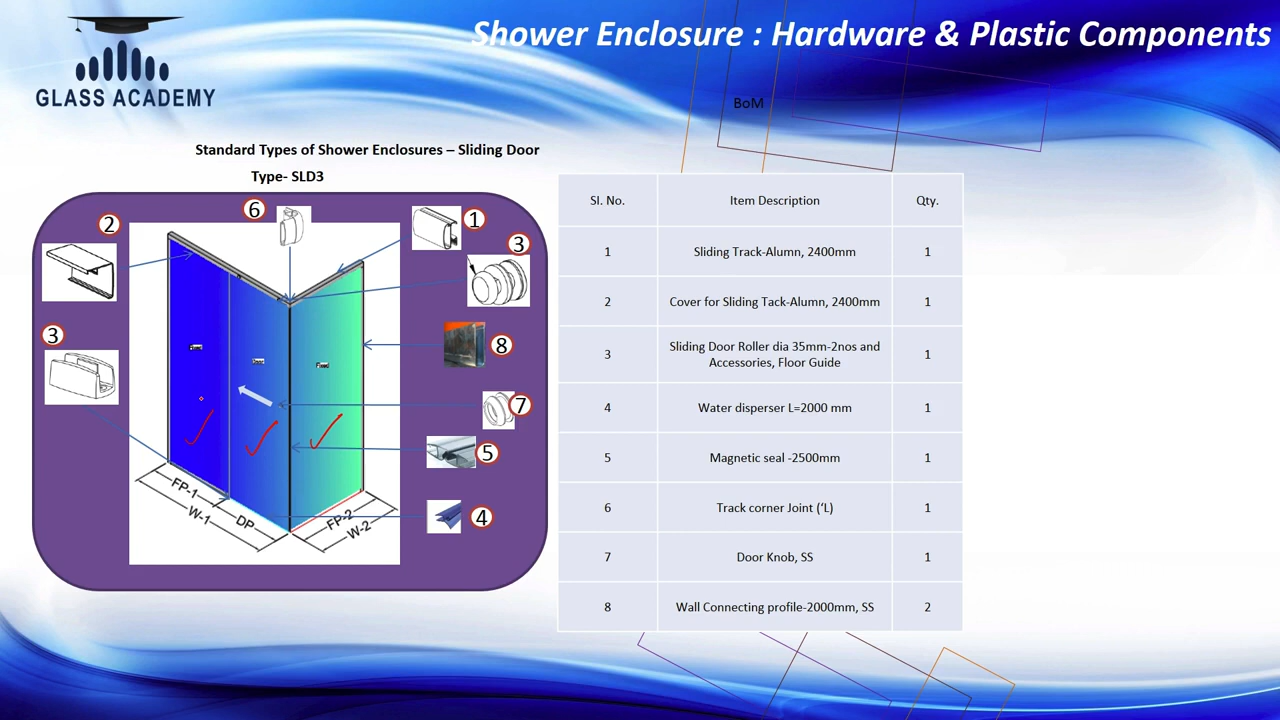 Shower Enclosure : Hardware & Plastic Components
GLASS ACADEMY
BoM
Standard Types of Shower Enclosures – Sliding Door
Type- SLD3
6
2
1
3
3
8
7
5
4
Fixed
Door
Fixed
FP-1
W-1
DP
FP-2
W-2
Sl. No. Item Description Qty.
1 Sliding Track-Alumn, 2400mm 1
2 Cover for Sliding Tack-Alumn, 2400mm 1
3 Sliding Door Roller dia 35mm-2nos and
Accessories, Floor Guide 1
4 Water disperser L=2000 mm 1
5 Magnetic seal -2500mm 1
6 Track corner Joint (‘L) 1
7 Door Knob, SS 1
8 Wall Connecting profile-2000mm, SS 2